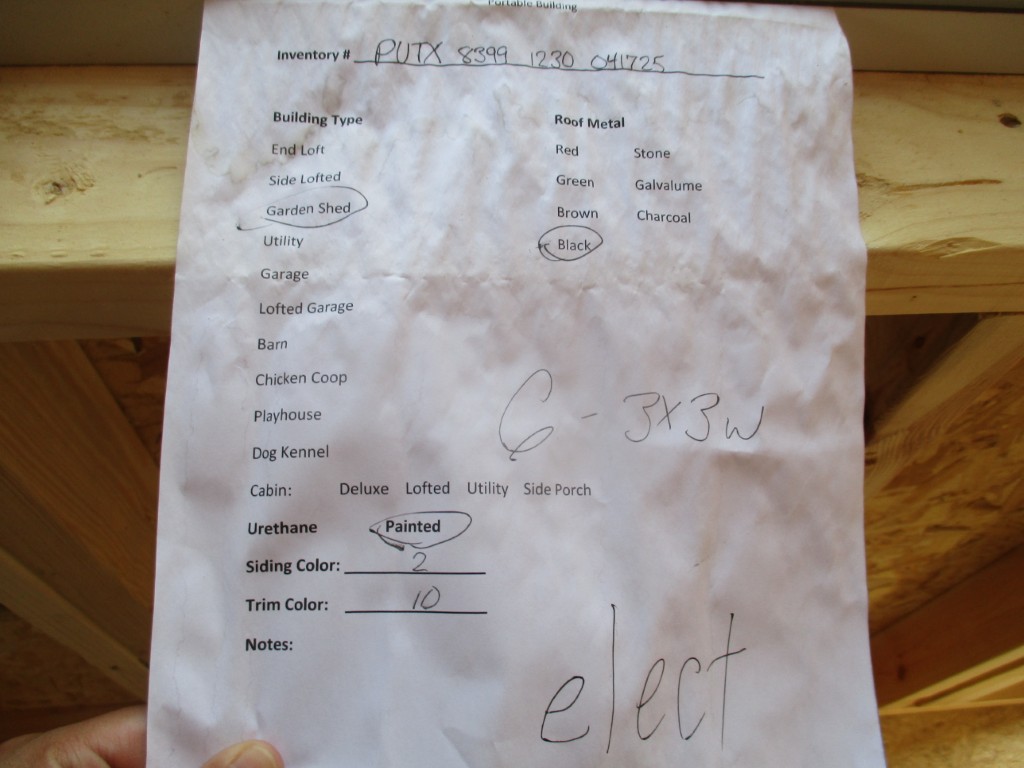 Portable Building
Inventory # PUTX 8399 1230 041725
Building Type
End Loft
Side Lofted
Garden Shed
Utility
Garage
Lofted Garage
Barn
Chicken Coop
Playhouse
Dog Kennel
Roof Metal
Red Stone
Green Galvalume
Brown Charcoal
Black
6 - 3x3w
Cabin: Deluxe Lofted Utility Side Porch
Urethane Painted
Siding Color: 2
Trim Color: 10
Notes:
elect